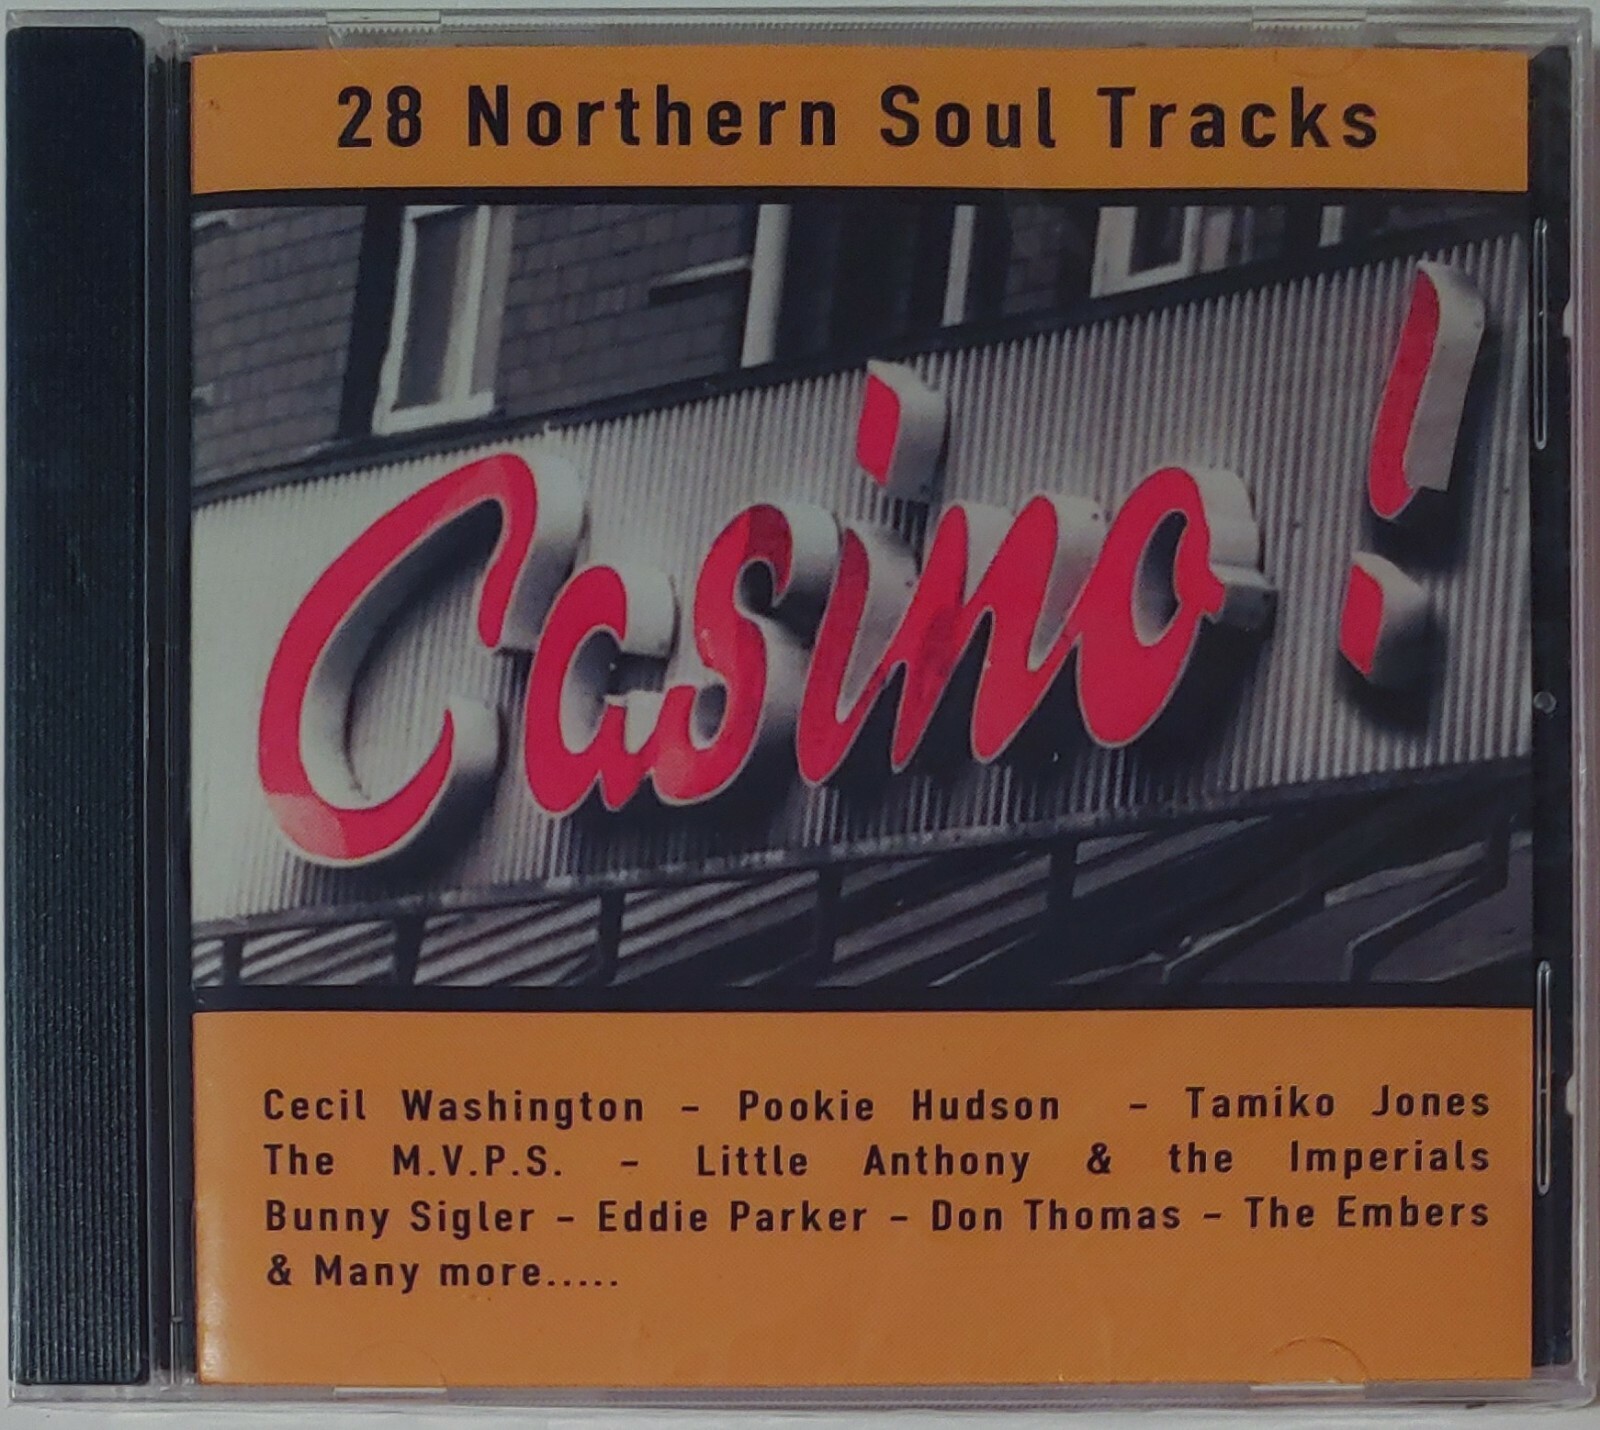 28 Northern Soul Tracks
Casino!
Cecil Washington - Pookie Hudson - Tamiko Jones
The M.V.P.S. - Little Anthony & the Imperials
Bunny Sigler - Eddie Parker - Don Thomas - The Embers
& Many more.....